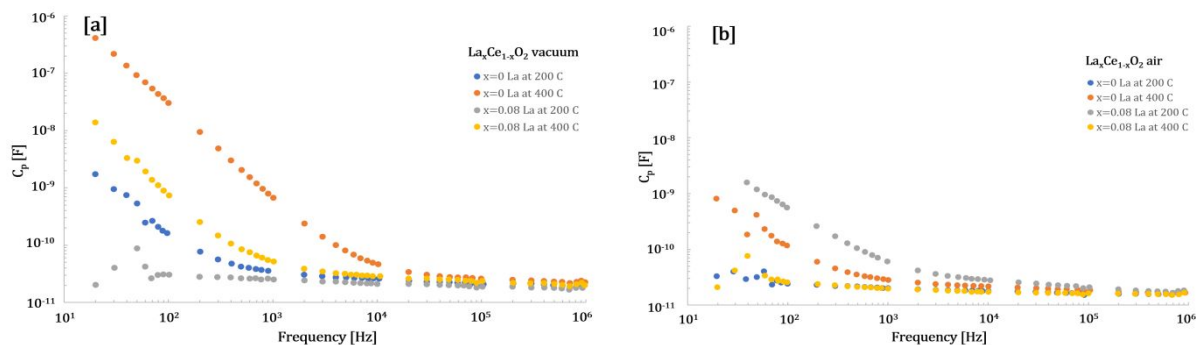 [a]
LaₓCe₁₋ₓO₂ vacuum
x=0 La at 200 C
x=0 La at 400 C
x=0.08 La at 200 C
x=0.08 La at 400 C
Cₚ [F]
10⁻⁶
10⁻⁷
10⁻⁸
10⁻⁹
10⁻¹⁰
10⁻¹¹
10¹ 10² 10³ 10⁴ 10⁵ 10⁶
Frequency [Hz]
[b]
LaₓCe₁₋ₓO₂ air
x=0 La at 200 C
x=0 La at 400 C
x=0.08 La at 200 C
x=0.08 La at 400 C
Cₚ [F]
10⁻⁶
10⁻⁷
10⁻⁸
10⁻⁹
10⁻¹⁰
10⁻¹¹
10¹ 10² 10³ 10⁴ 10⁵ 10⁶
Frequency [Hz]